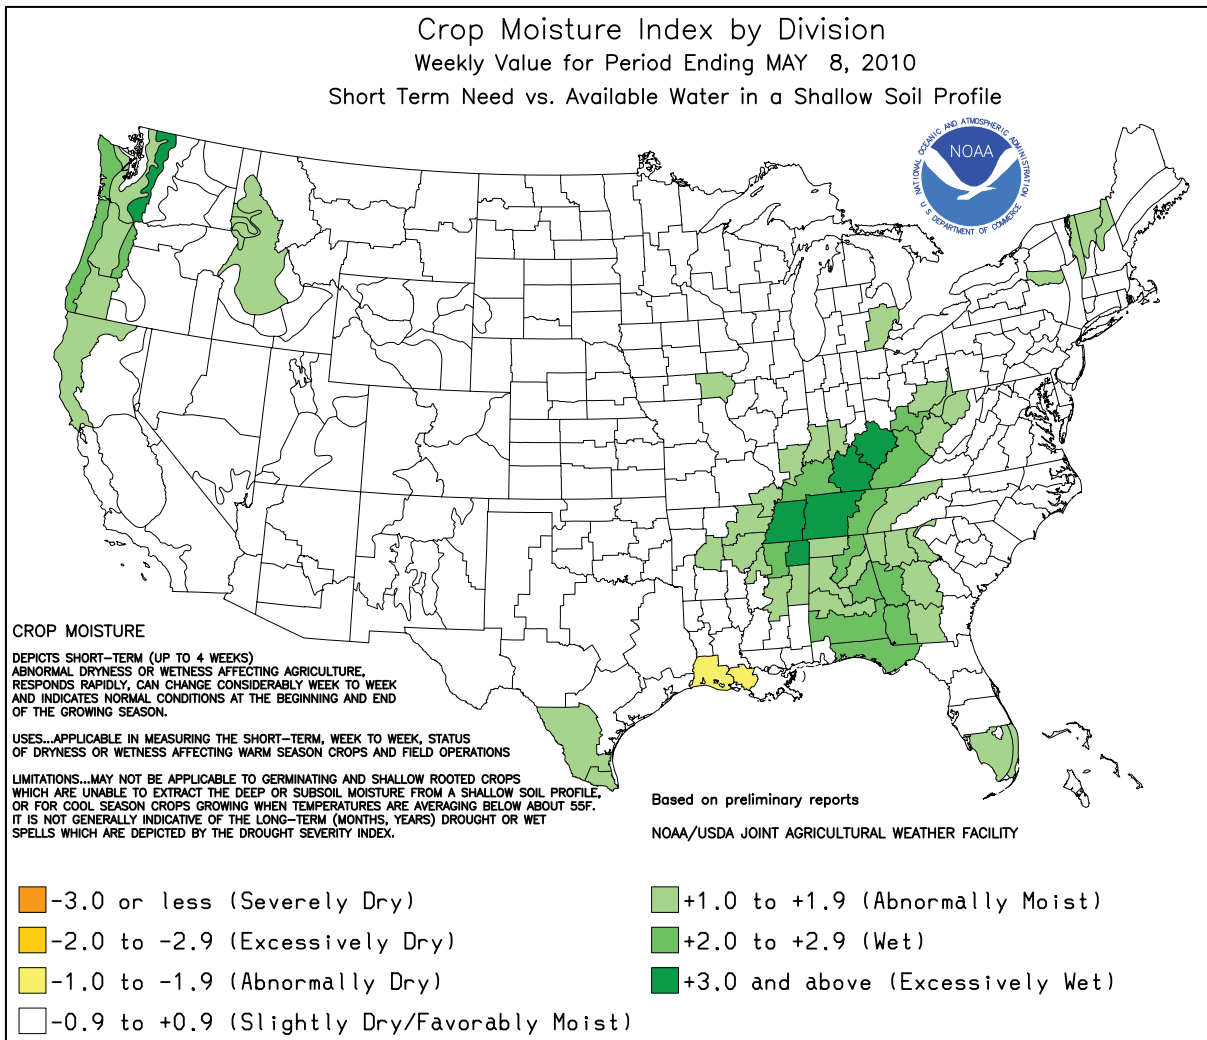 Crop Moisture Index by Division
Weekly Value for Period Ending MAY 8, 2010
Short Term Need vs. Available Water in a Shallow Soil Profile
NATIONAL OCEANIC AND ATMOSPHERIC ADMINISTRATION
NOAA
U S DEPARTMENT OF COMMERCE
CROP MOISTURE
DEPICTS SHORT-TERM (UP TO 4 WEEKS)
ABNORMAL DRYNESS OR WETNESS AFFECTING AGRICULTURE,
RESPONDS RAPIDLY, CAN CHANGE CONSIDERABLY WEEK TO WEEK
AND INDICATES NORMAL CONDITIONS AT THE BEGINNING AND END
OF THE GROWING SEASON.
USES...APPLICABLE IN MEASURING THE SHORT-TERM, WEEK TO WEEK, STATUS
OF DRYNESS OR WETNESS AFFECTING WARM SEASON CROPS AND FIELD OPERATIONS
LIMITATIONS...MAY NOT BE APPLICABLE TO GERMINATING AND SHALLOW ROOTED CROPS
WHICH ARE UNABLE TO EXTRACT THE DEEP OR SUBSOIL MOISTURE FROM A SHALLOW SOIL PROFILE,
OR FOR COOL SEASON CROPS GROWING WHEN TEMPERATURES ARE AVERAGING BELOW ABOUT 55F.
IT IS NOT GENERALLY INDICATIVE OF THE LONG-TERM (MONTHS, YEARS) DROUGHT OR WET
SPELLS WHICH ARE DEPICTED BY THE DROUGHT SEVERITY INDEX.
Based on preliminary reports
NOAA/USDA JOINT AGRICULTURAL WEATHER FACILITY
-3.0 or less (Severely Dry)
-2.0 to -2.9 (Excessively Dry)
-1.0 to -1.9 (Abnormally Dry)
-0.9 to +0.9 (Slightly Dry/Favorably Moist)
+1.0 to +1.9 (Abnormally Moist)
+2.0 to +2.9 (Wet)
+3.0 and above (Excessively Wet)